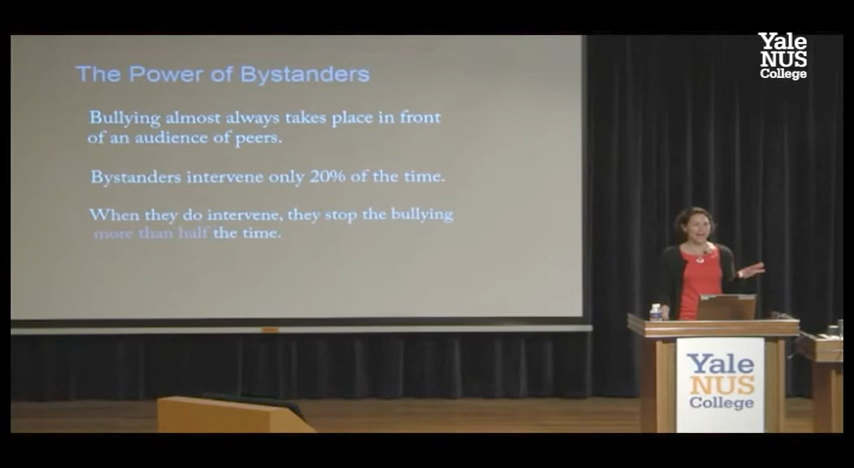 Yale
NUS
College
The Power of Bystanders
Bullying almost always takes place in front
of an audience of peers.
Bystanders intervene only 20% of the time.
When they do intervene, they stop the bullying
more than half the time.
Yale
NUS
College